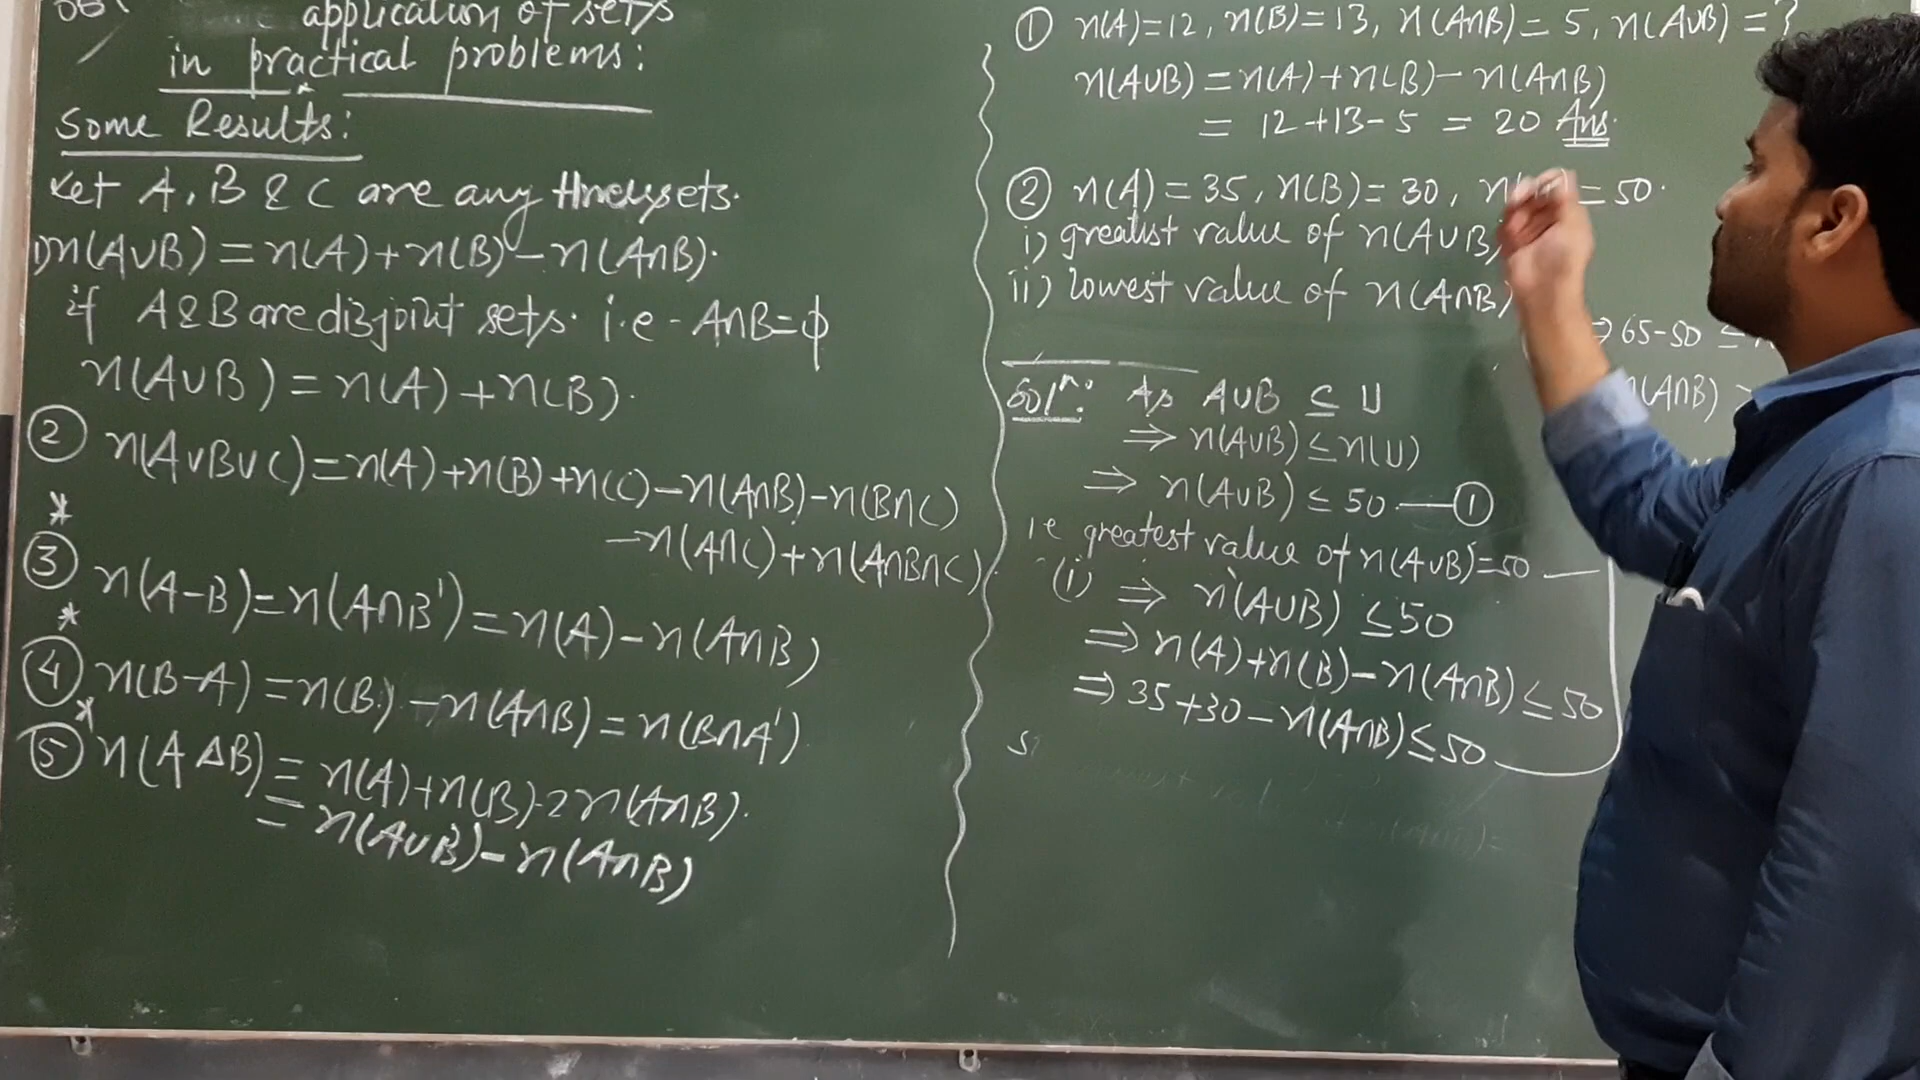 application of sets
in practical problems:
Some Results:
Let A, B & C are any three sets.
1) n(A∪B) = n(A)+n(B)-n(A∩B).
if A & B are disjoint sets. i.e - A∩B=ϕ
n(A∪B) = n(A)+n(B).
② n(A∪B∪C)=n(A)+n(B)+n(C)-n(A∩B)-n(B∩C)
-n(A∩C)+n(A∩B∩C).
*
③ n(A-B)=n(A∩B')=n(A)-n(A∩B)
*
④ n(B-A)=n(B)-n(A∩B)=n(B∩A')
*
⑤ n(A∆B)= n(A)+n(B)-2n(A∩B).
= n(A∪B)-n(A∩B)
① n(A)=12, n(B)=13, n(A∩B)=5, n(A∪B)=?
n(A∪B)=n(A)+n(B)-n(A∩B)
= 12+13-5 = 20 Ans.
② n(A)=35, n(B)=30, =50.
i) greatest value of n(A∪B)
ii) lowest value of n(A∩B)
Solⁿ: As A∪B ⊆ U
⇒ n(A∪B)≤n(U)
⇒ n(A∪B)≤50 —①
ie greatest value of n(A∪B)=50
(i) ⇒ n(A∪B)≤50
⇒ n(A)+n(B)-n(A∩B)≤50
⇒ 35+30-n(A∩B)≤50
⇒ 65-50 ≤
n(A∩B)